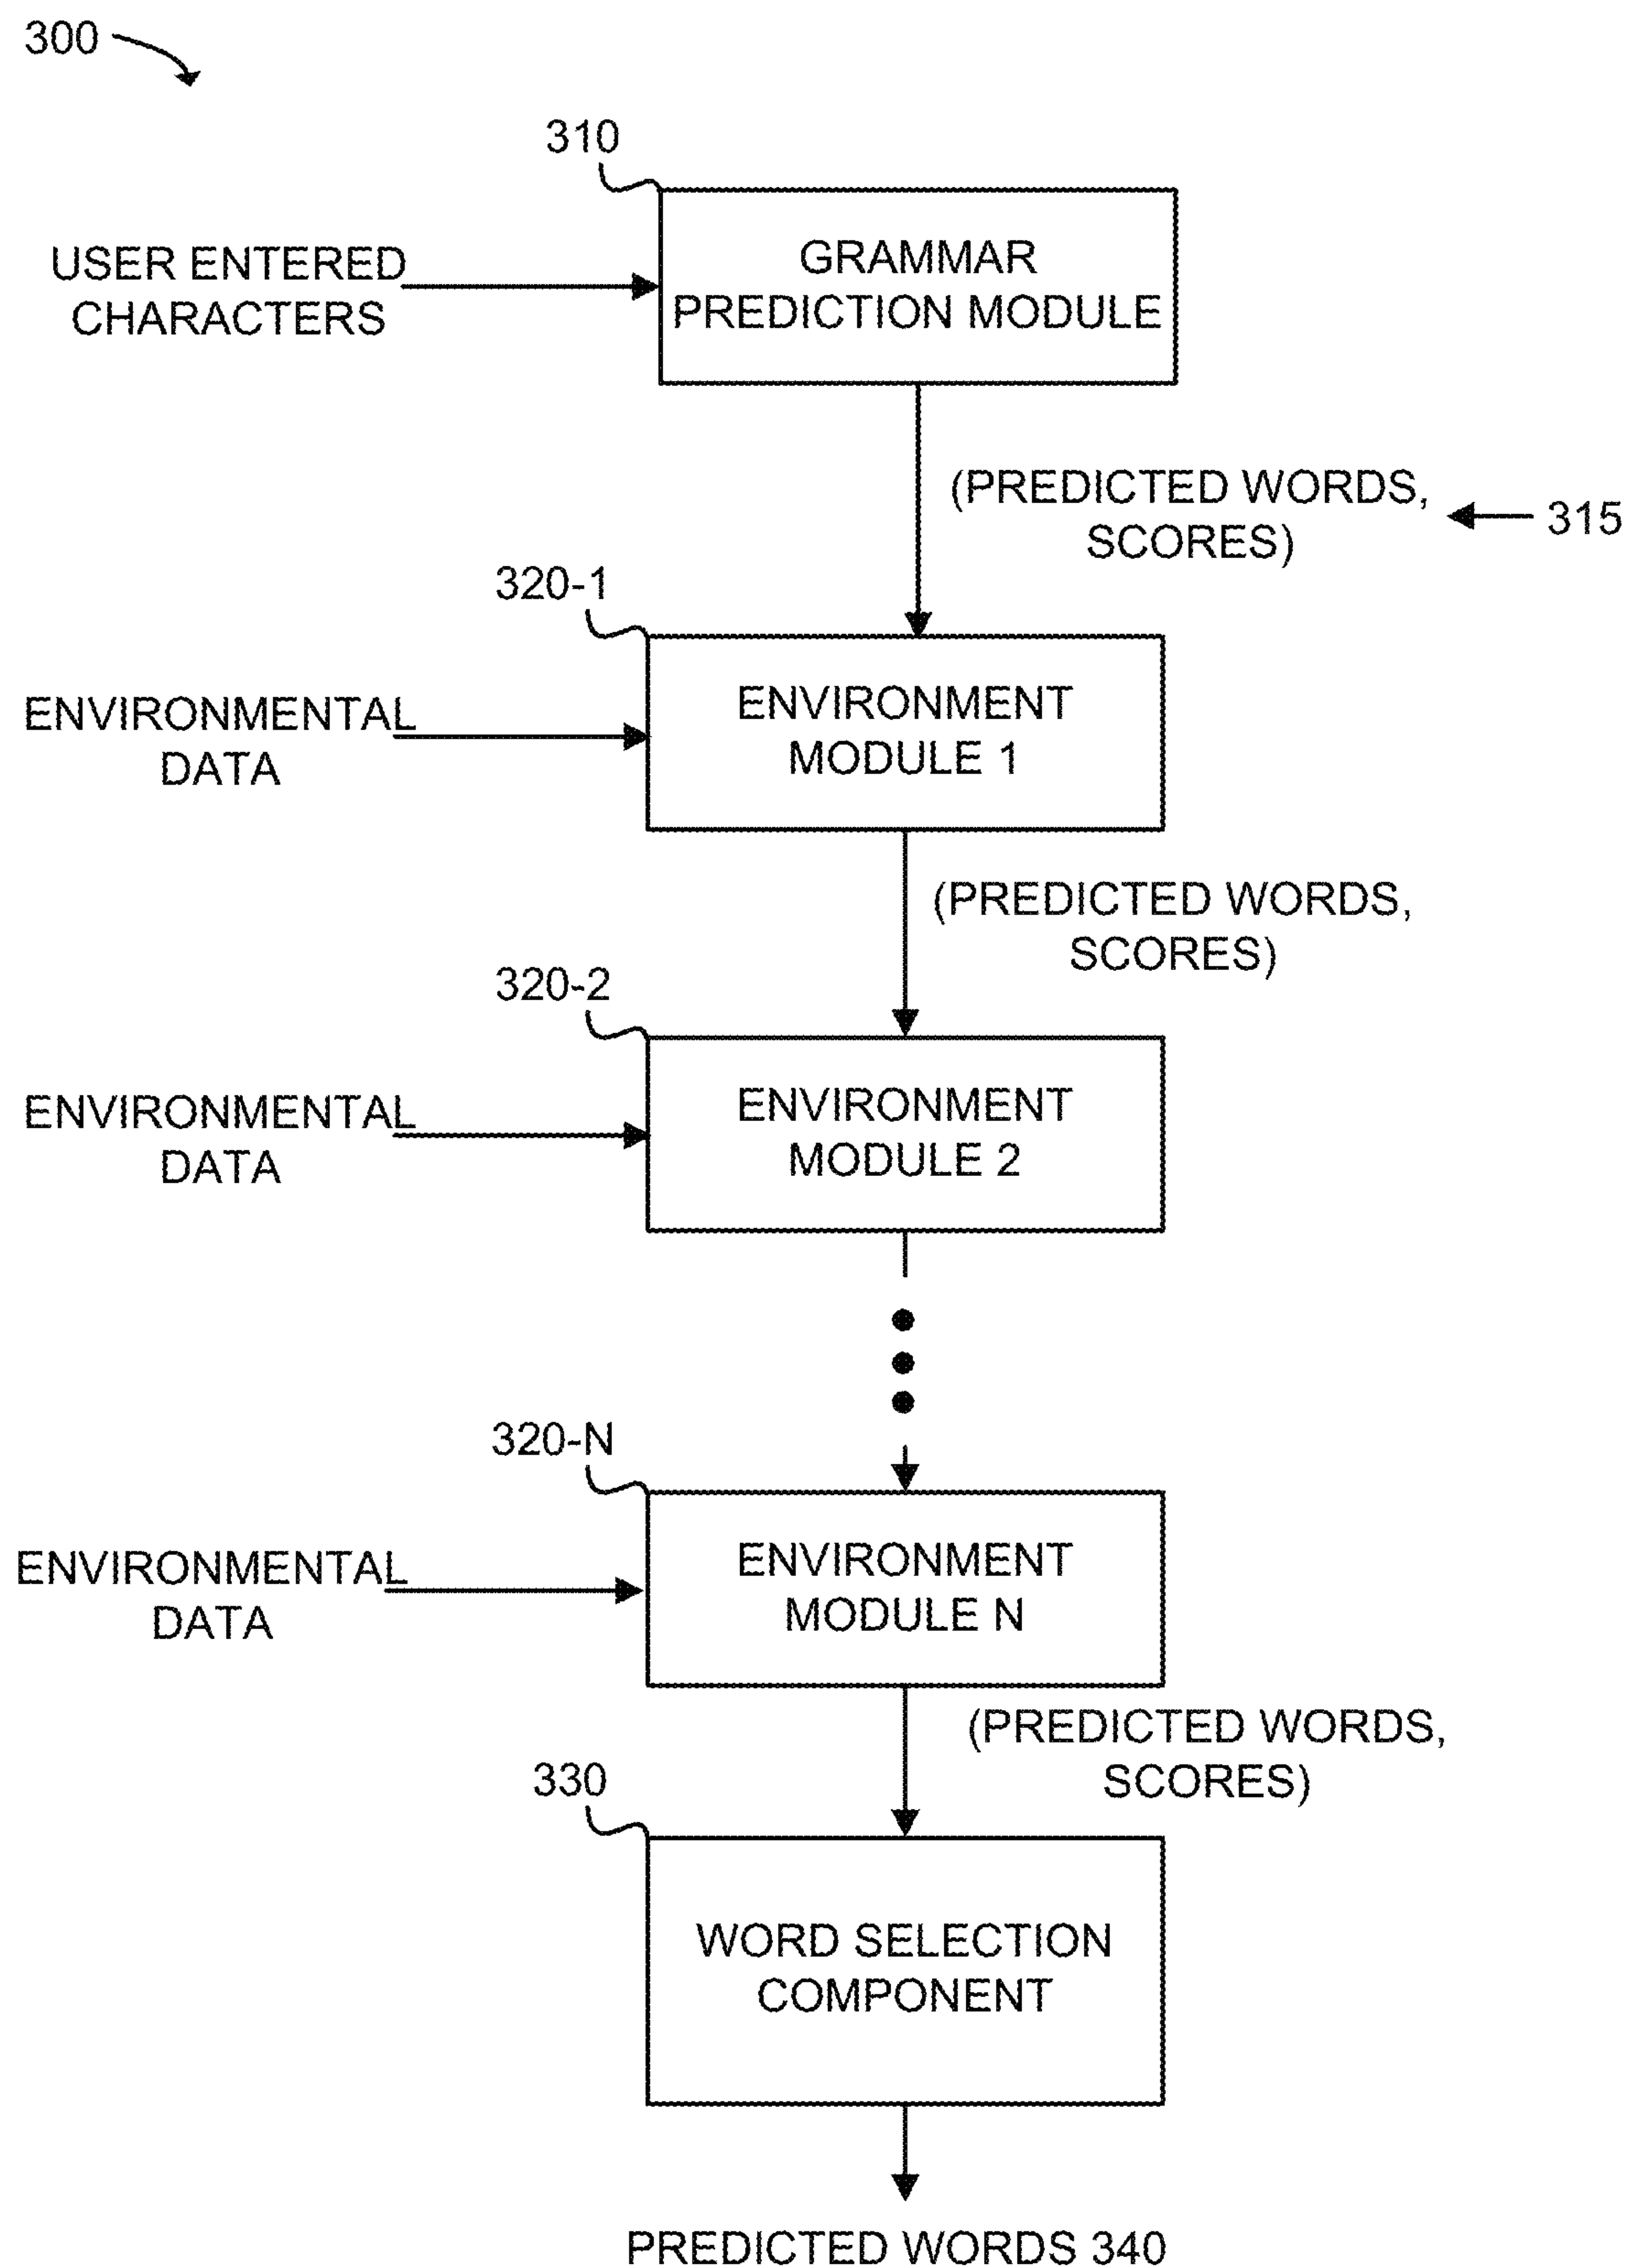 300
310
USER ENTERED
CHARACTERS
GRAMMAR
PREDICTION MODULE
(PREDICTED WORDS,
SCORES)
315
320-1
ENVIRONMENTAL
DATA
ENVIRONMENT
MODULE 1
(PREDICTED WORDS,
SCORES)
320-2
ENVIRONMENTAL
DATA
ENVIRONMENT
MODULE 2
320-N
ENVIRONMENTAL
DATA
ENVIRONMENT
MODULE N
(PREDICTED WORDS,
SCORES)
330
WORD SELECTION
COMPONENT
PREDICTED WORDS 340